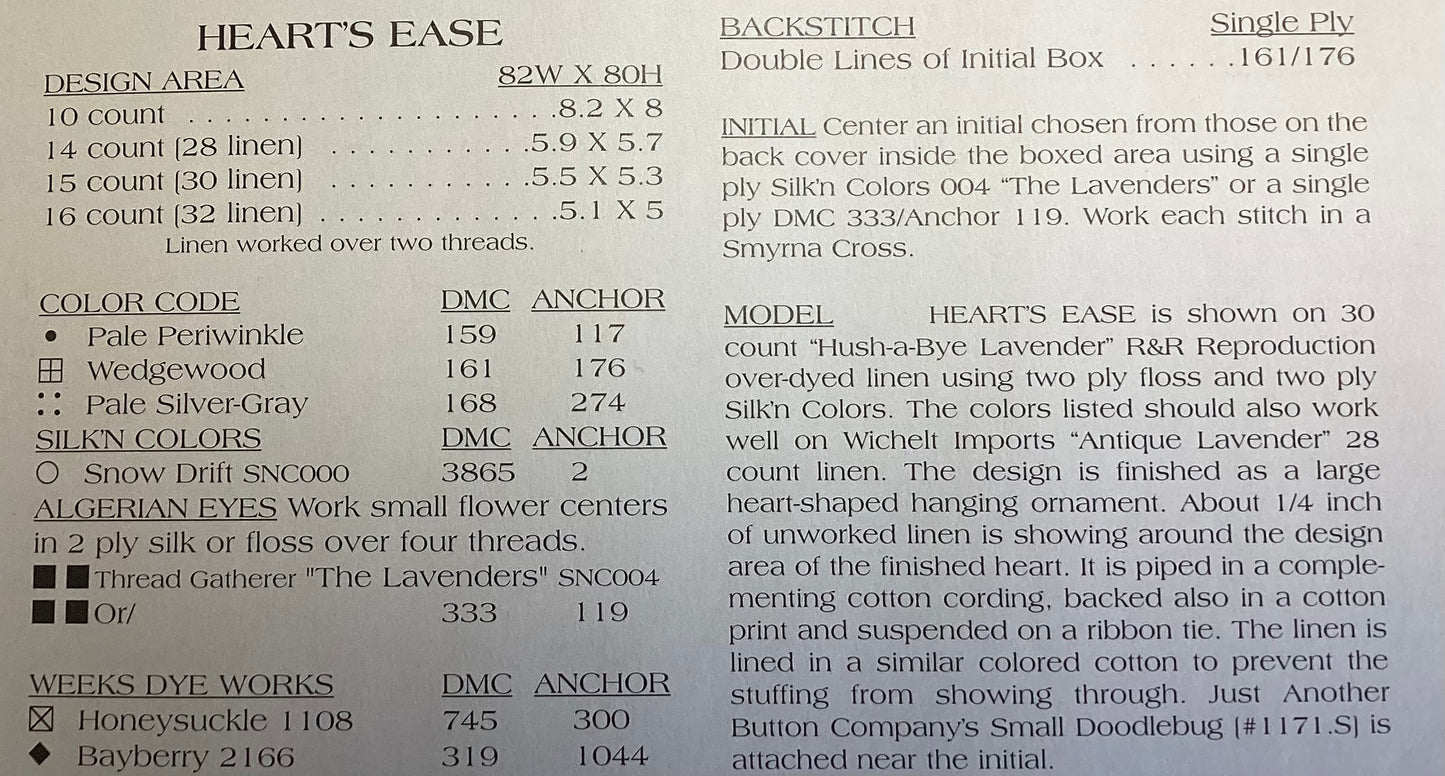 HEART'S EASE
DESIGN AREA 82W X 80H
10 count . . . . . . . . . . . . . . . . . . . .8.2 X 8
14 count (28 linen) . . . . . . . . . . .5.9 X 5.7
15 count (30 linen) . . . . . . . . . . .5.5 X 5.3
16 count (32 linen) . . . . . . . . . . . . .5.1 X 5
Linen worked over two threads.
COLOR CODE DMC ANCHOR
Pale Periwinkle 159 117
Wedgewood 161 176
Pale Silver-Gray 168 274
SILK'N COLORS DMC ANCHOR
Snow Drift SNC000 3865 2
ALGERIAN EYES Work small flower centers
in 2 ply silk or floss over four threads.
Thread Gatherer "The Lavenders" SNC004
Or/ 333 119
WEEKS DYE WORKS DMC ANCHOR
Honeysuckle 1108 745 300
Bayberry 2166 319 1044
BACKSTITCH Single Ply
Double Lines of Initial Box . . . . . .161/176
INITIAL Center an initial chosen from those on the
back cover inside the boxed area using a single
ply Silk'n Colors 004 “The Lavenders” or a single
ply DMC 333/Anchor 119. Work each stitch in a
Smyrna Cross.
MODEL HEART'S EASE is shown on 30
count “Hush-a-Bye Lavender” R&R Reproduction
over-dyed linen using two ply floss and two ply
Silk'n Colors. The colors listed should also work
well on Wichelt Imports “Antique Lavender” 28
count linen. The design is finished as a large
heart-shaped hanging ornament. About 1/4 inch
of unworked linen is showing around the design
area of the finished heart. It is piped in a comple-
menting cotton cording, backed also in a cotton
print and suspended on a ribbon tie. The linen is
lined in a similar colored cotton to prevent the
stuffing from showing through. Just Another
Button Company's Small Doodlebug (#1171.S) is
attached near the initial.